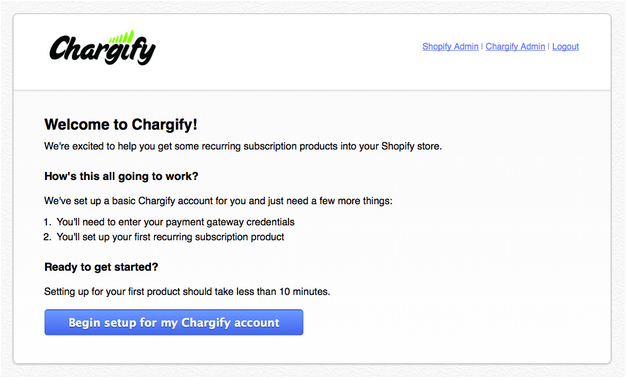 Chargify
Shopify Admin | Chargify Admin | Logout
Welcome to Chargify!
We're excited to help you get some recurring subscription products into your Shopify store.
How's this all going to work?
We've set up a basic Chargify account for you and just need a few more things:
1. You'll need to enter your payment gateway credentials
2. You'll set up your first recurring subscription product
Ready to get started?
Setting up for your first product should take less than 10 minutes.
Begin setup for my Chargify account